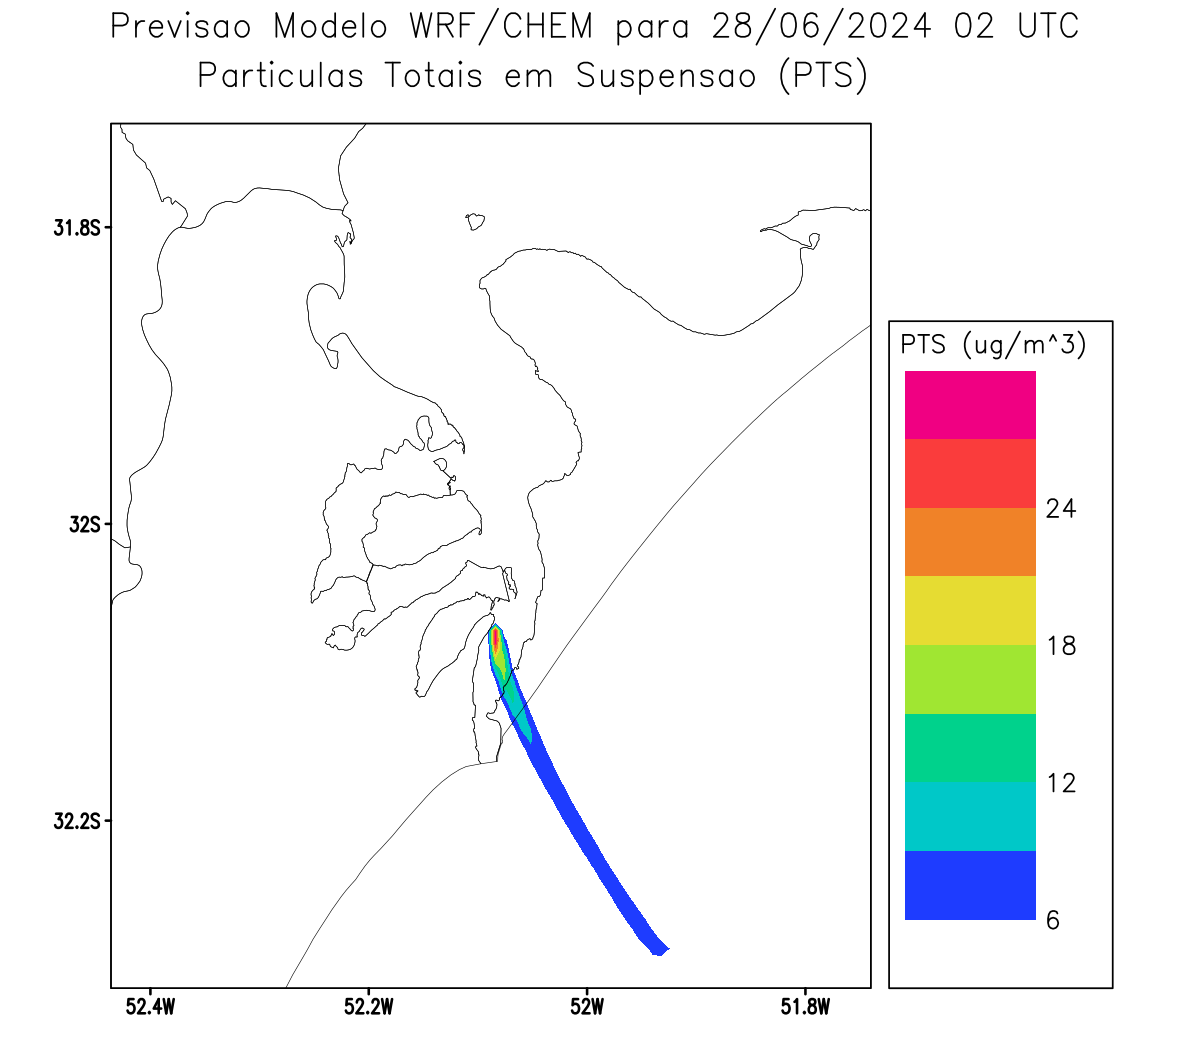 Previsao Modelo WRF/CHEM para 28/06/2024 02 UTC
Particulas Totais em Suspensao (PTS)
31.8S
32S
32.2S
52.4W
52.2W
52W
51.8W
PTS (ug/m^3)
24
18
12
6